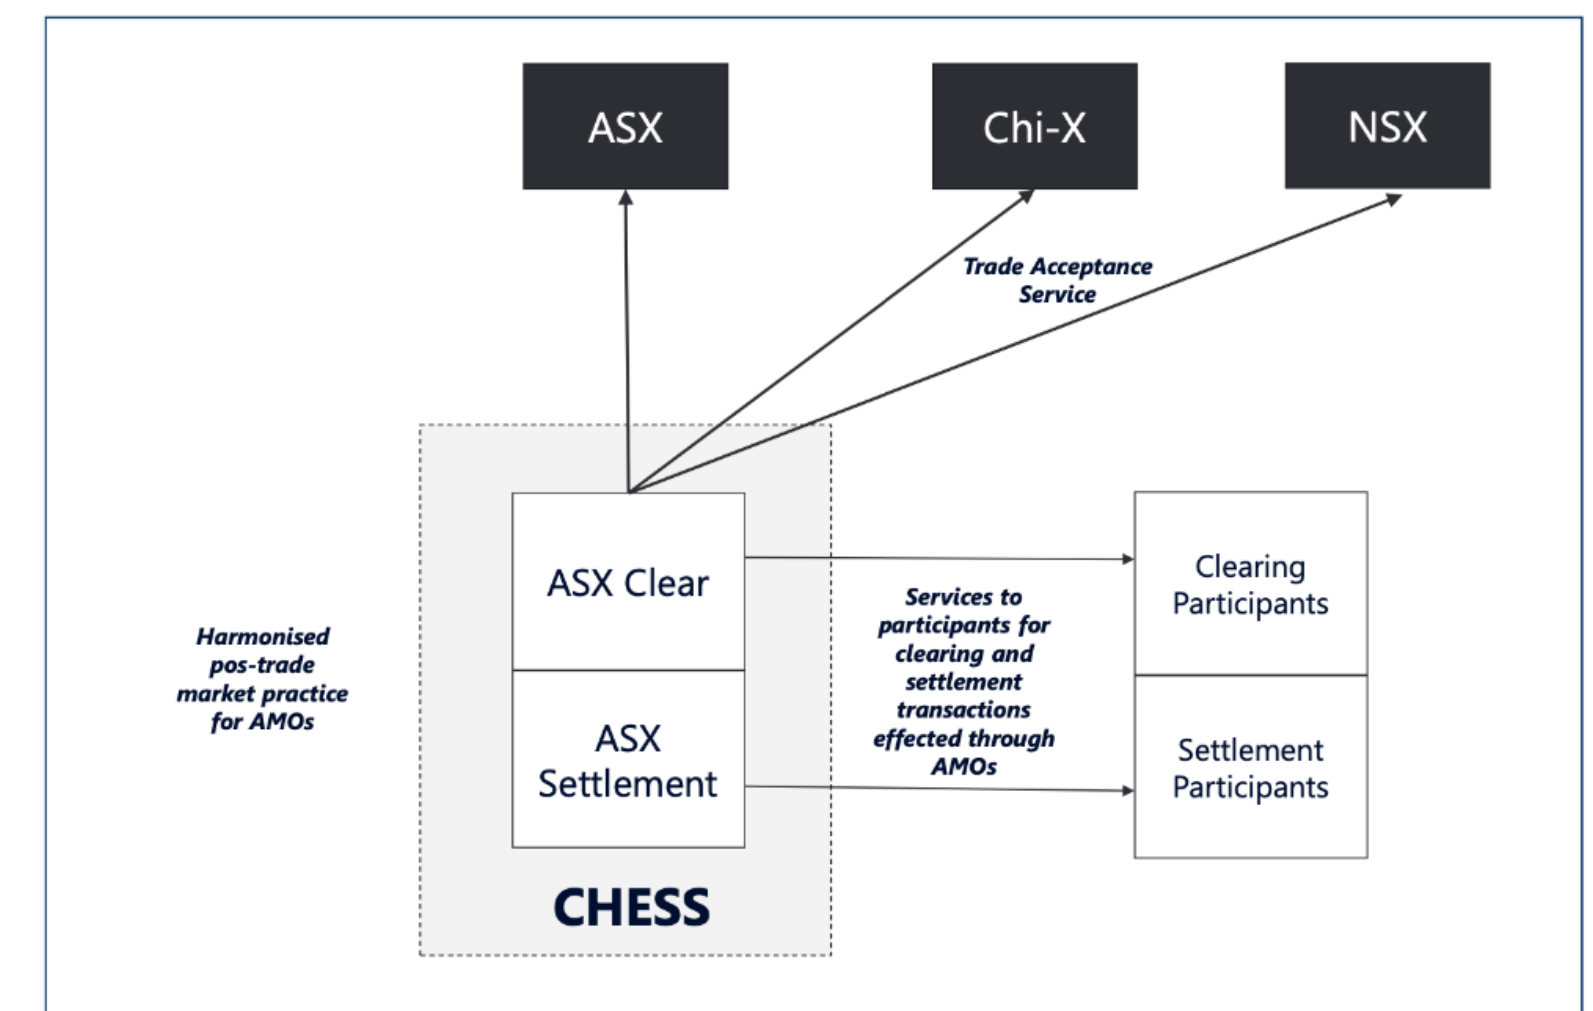 ASX
Chi-X
NSX
Trade Acceptance
Service
ASX Clear
Clearing
Participants
Services to
participants for
clearing and
settlement
transactions
effected through
AMOs
Harmonised
pos-trade
market practice
for AMOs
ASX
Settlement
Settlement
Participants
CHESS